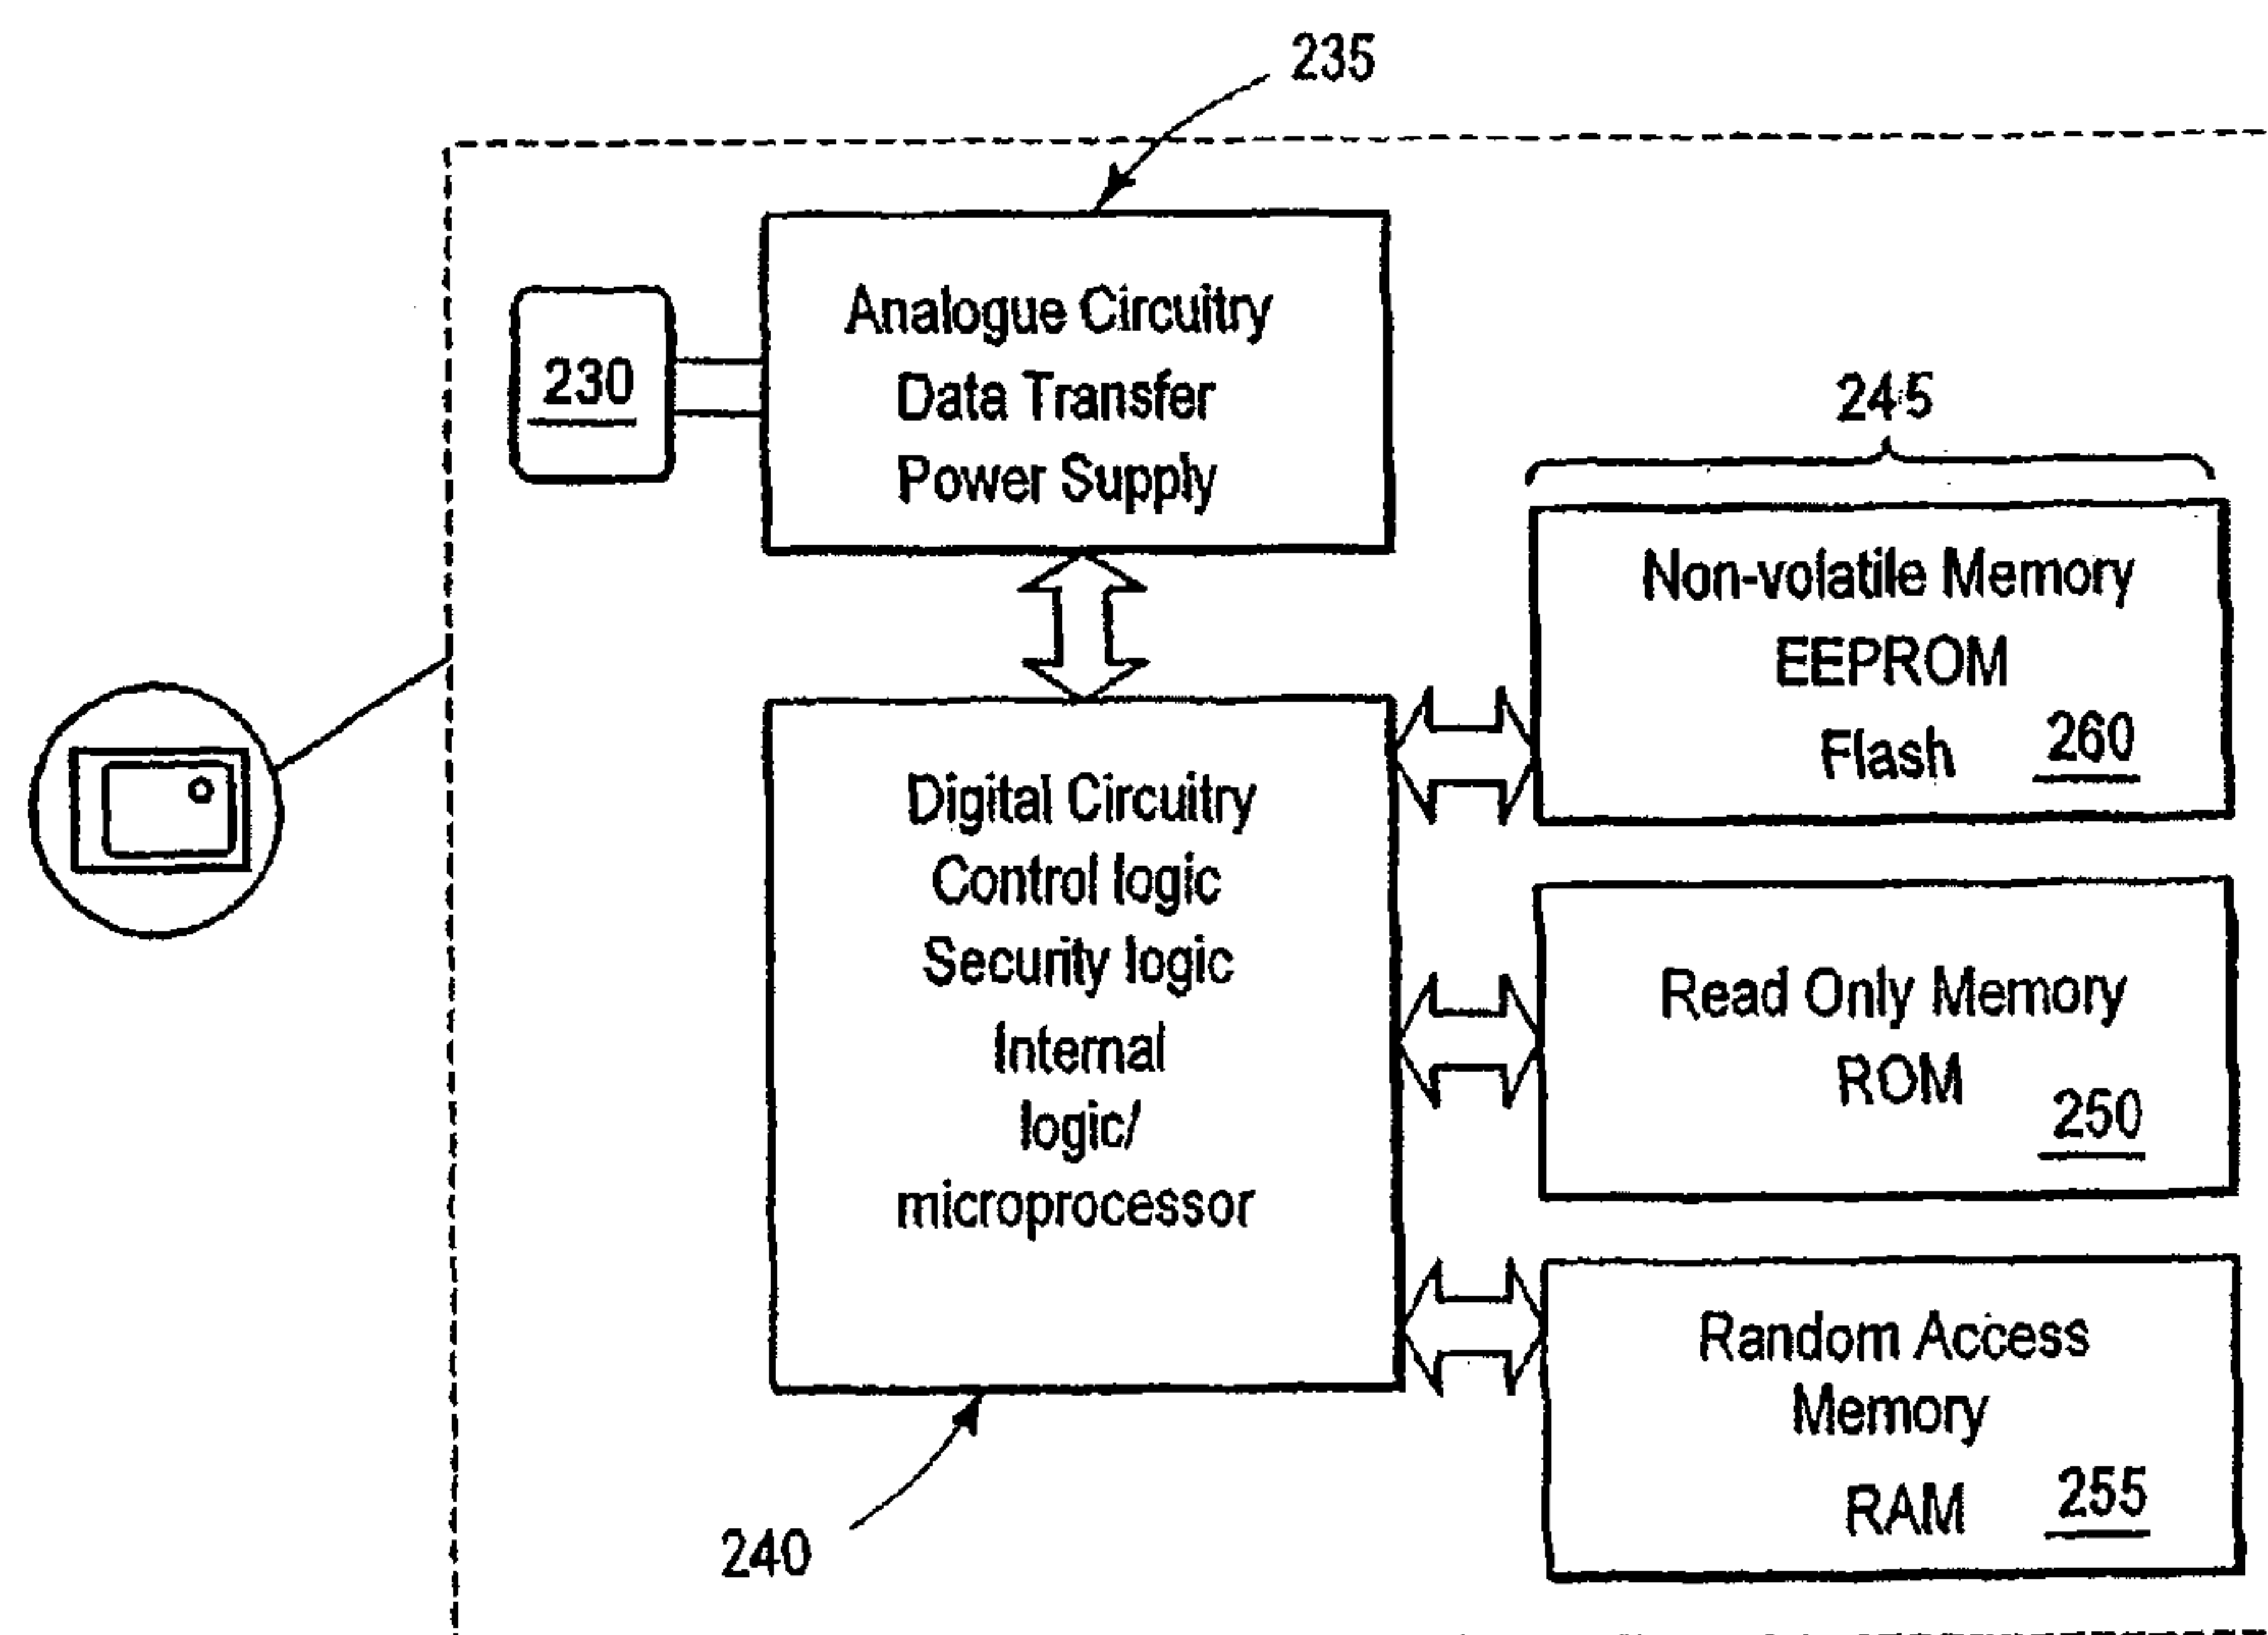 235
Analogue Circuitry
Data Transfer
Power Supply
230
245
Non-volatile Memory
EEPROM
Flash 260
Digital Circuitry
Control logic
Security logic
Internal
logic/
microprocessor
Read Only Memory
ROM
250
Random Access
Memory
RAM 255
240